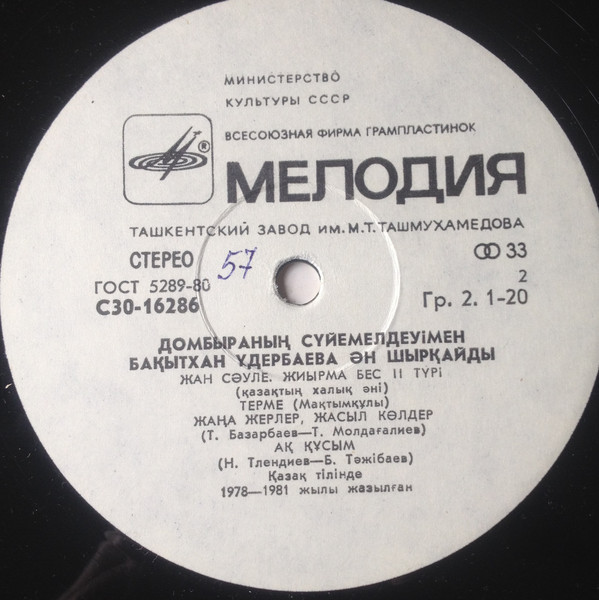 МИНИСТЕРСТВО
КУЛЬТУРЫ СССР
ВСЕСОЮЗНАЯ ФИРМА ГРАМПЛАСТИНОК
® МЕЛОДИЯ
ТАШКЕНТСКИЙ ЗАВОД ИМ. М.Т. ТАШМУХАМЕДОВА
СТЕРЕО 57 33
ГОСТ 5289-80 2
С30-16286 Гр. 2. 1-20
ДОМБЫРАНЫҢ СҮЙЕМЕЛДЕУІМЕН
БАҚЫТХАН ҮДЕРБАЕВА ӘН ШЫРҚАЙДЫ
ЖАН СӘУЛЕ. ЖИЫРМА БЕС II ТҮРІ
(қазақтың халық әні)
ТЕРМЕ (Мақтымқұлы)
ЖАҢА ЖЕРЛЕР, ЖАСЫЛ КӨЛДЕР
(Т. Базарбаев—Т. Молдағалиев)
АҚ ҚҰСЫМ
(Н. Тлендиев—Б. Тәжібаев)
Қазақ тілінде
1978—1981 жылы жазылған